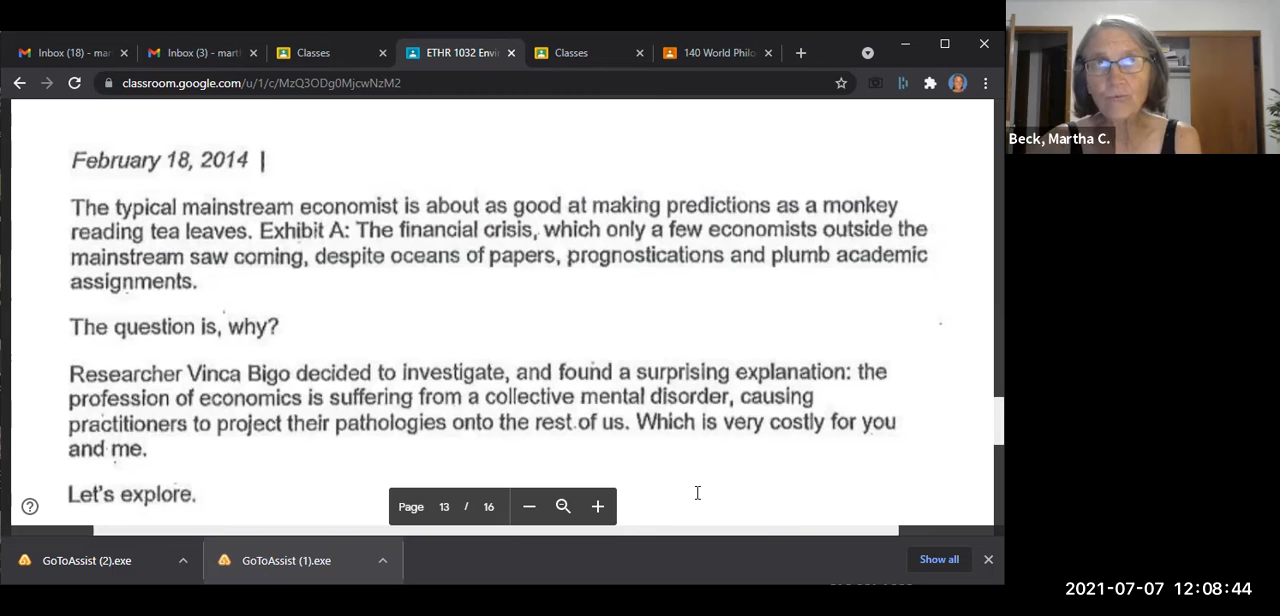 Inbox (18) - mar
Inbox (3) - mart
Classes
ETHR 1032 Envi
Classes
140 World Philo
classroom.google.com/u/1/c/MzQ3ODg0MjcwNzM2
February 18, 2014 |
The typical mainstream economist is about as good at making predictions as a monkey
reading tea leaves. Exhibit A: The financial crisis, which only a few economists outside the
mainstream saw coming, despite oceans of papers, prognostications and plumb academic
assignments.
The question is, why?
Researcher Vinca Bigo decided to investigate, and found a surprising explanation: the
profession of economics is suffering from a collective mental disorder, causing
practitioners to project their pathologies onto the rest of us. Which is very costly for you
and me.
Let's explore.
Page 13 / 16
GoToAssist (2).exe
GoToAssist (1).exe
Show all
Beck, Martha C.
2021-07-07 12:08:44